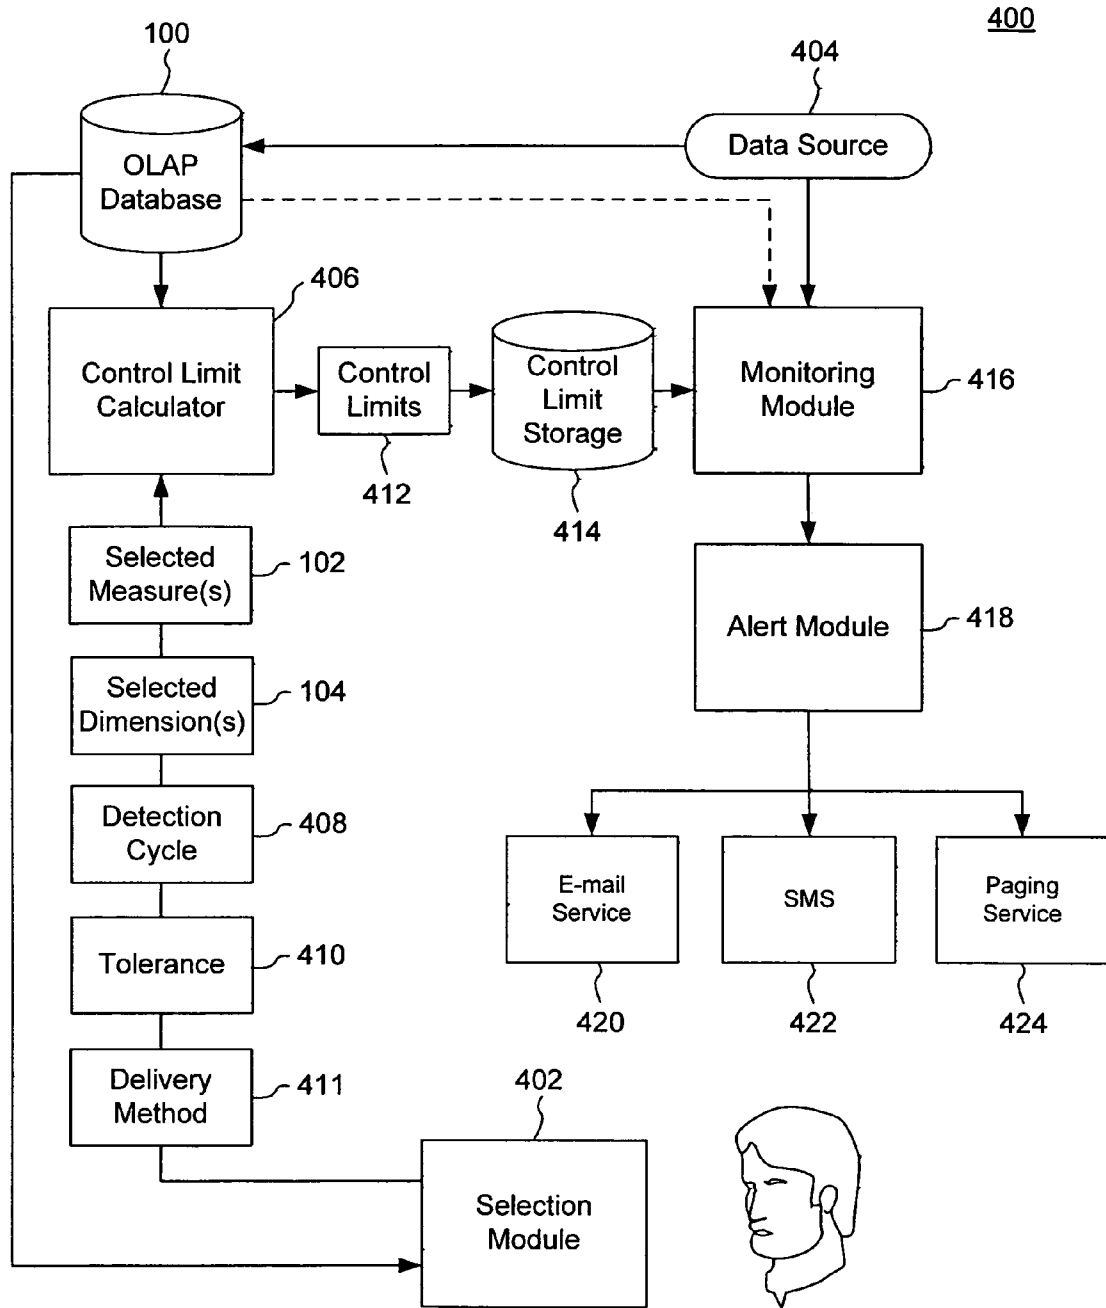 400
100
404
OLAP
Database
Data Source
406
Control Limit
Calculator
Control
Limits
412
Control
Limit
Storage
414
Monitoring
Module
416
Selected
Measure(s)
102
Alert Module
418
Selected
Dimension(s)
104
Detection
Cycle
408
E-mail
Service
420
SMS
422
Paging
Service
424
Tolerance
410
Delivery
Method
411
402
Selection
Module